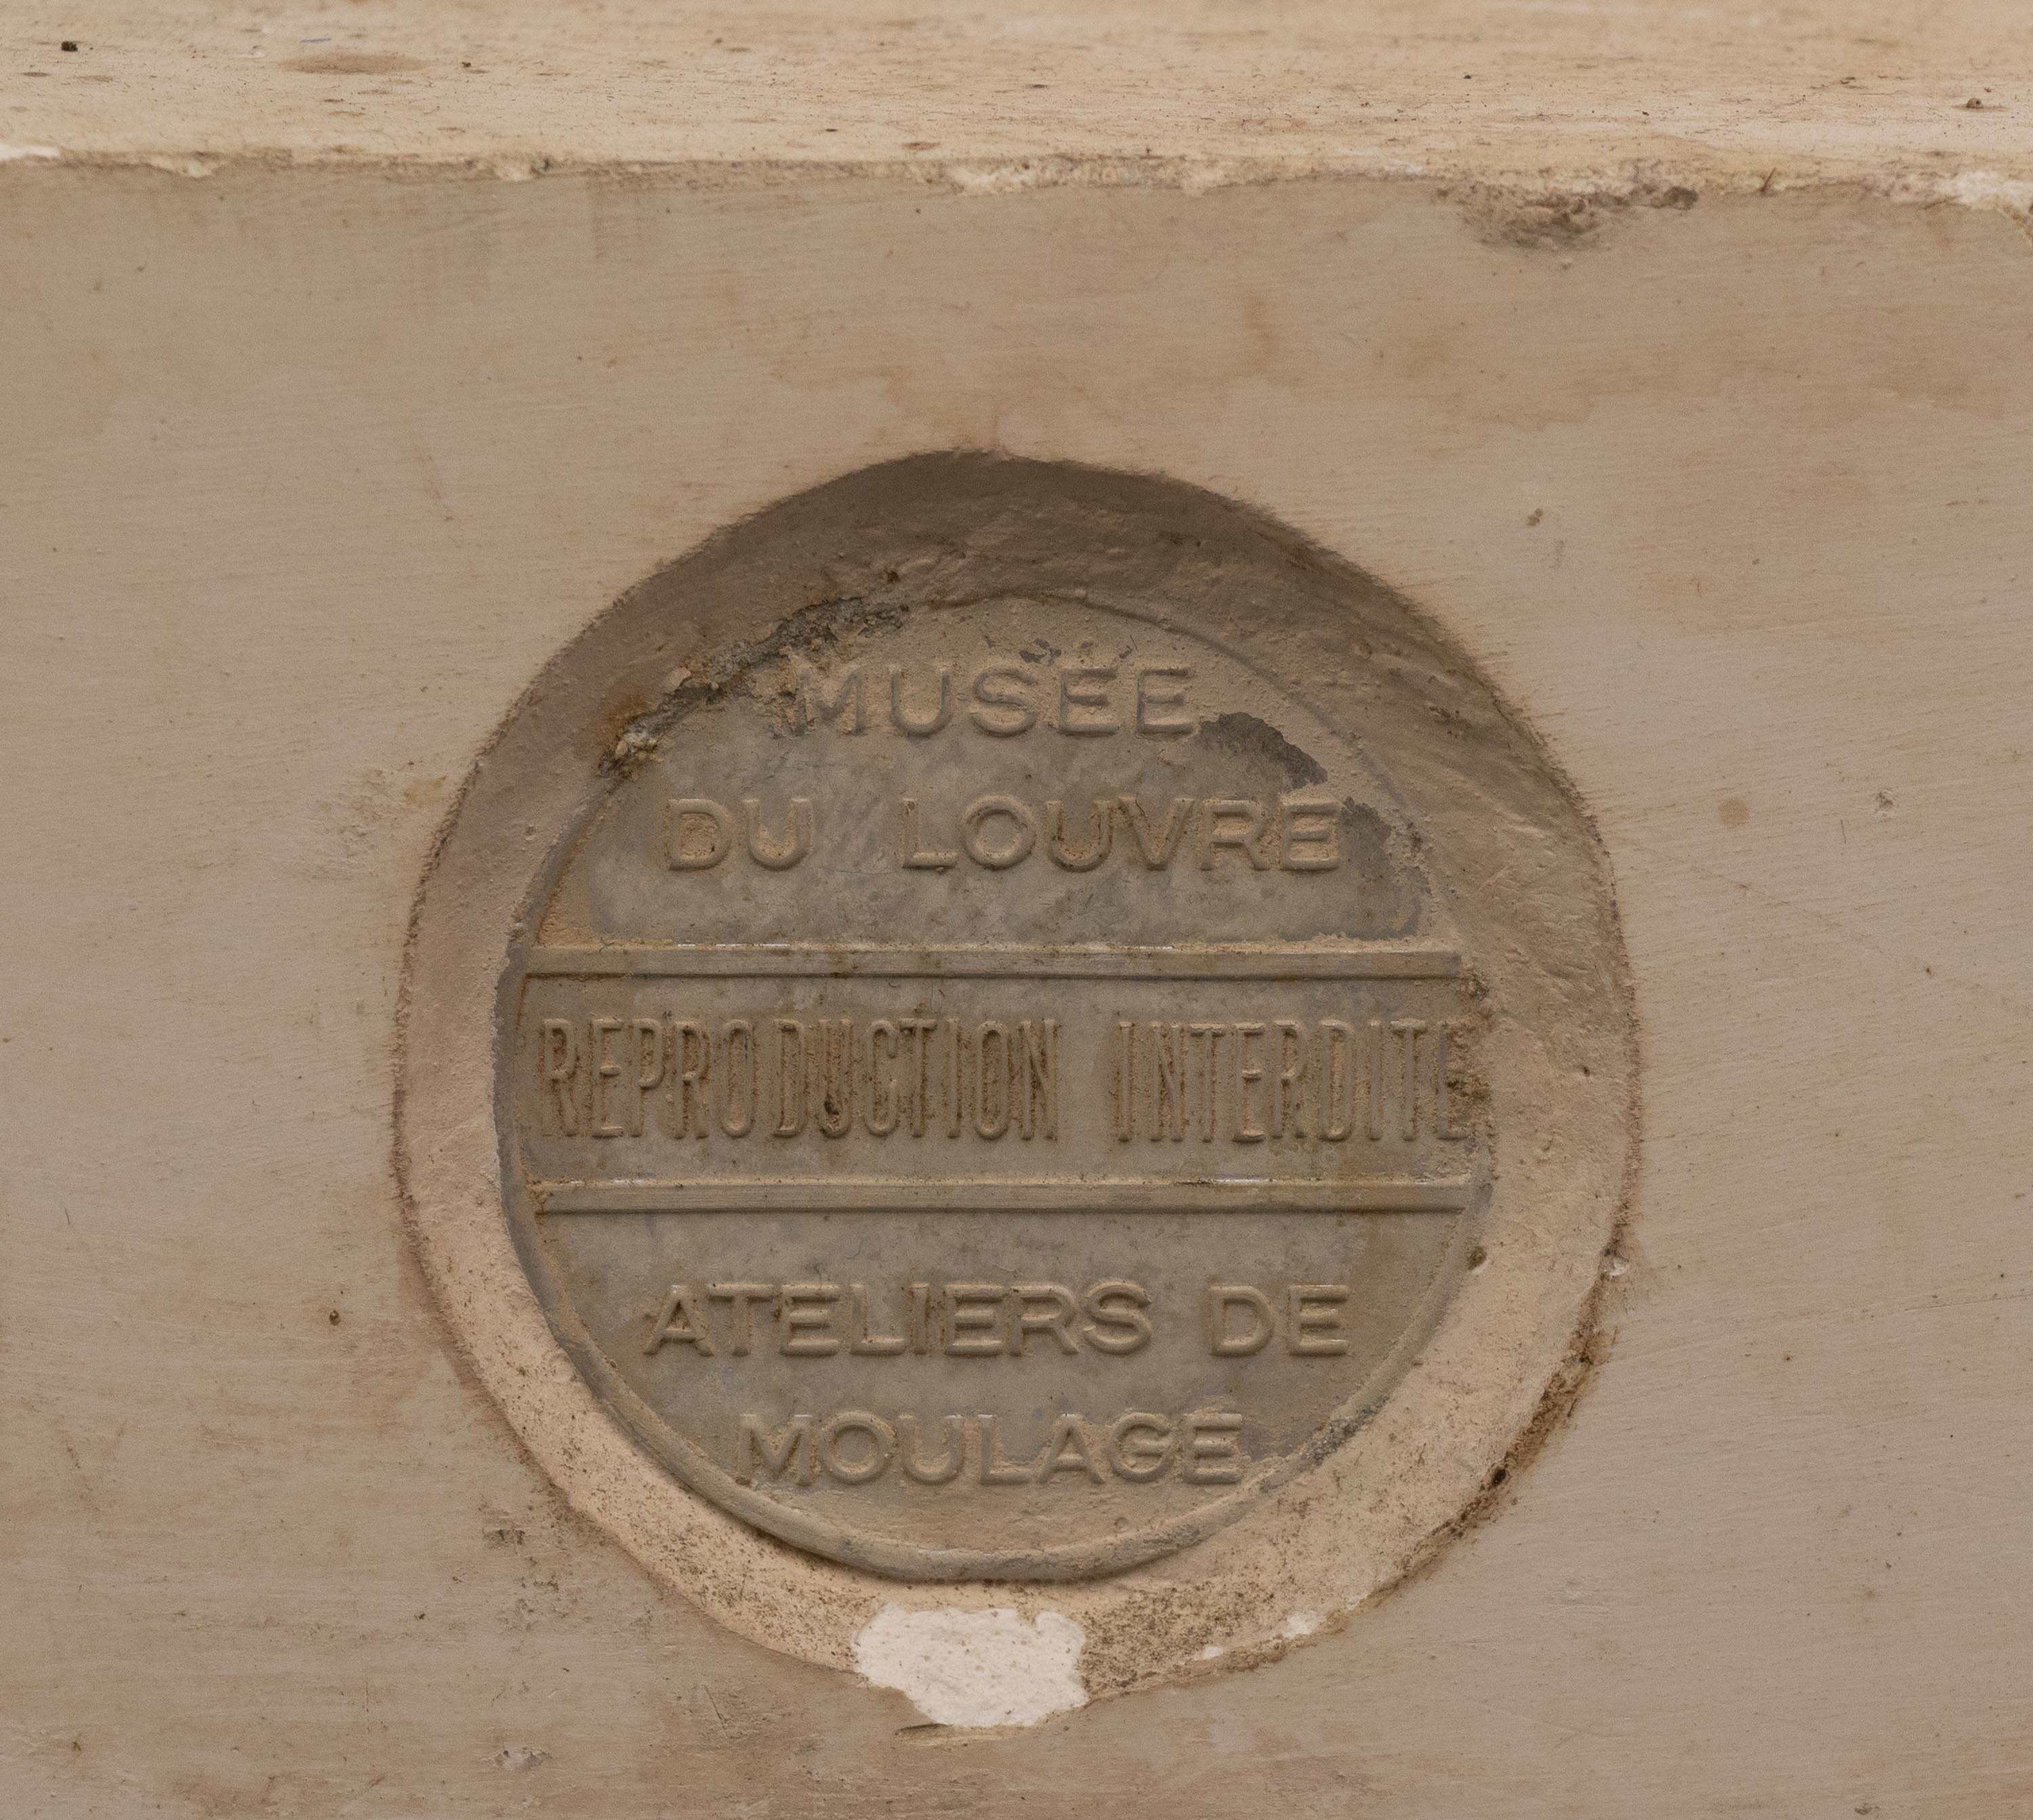 MUSÉE
DU LOUVRE
REPRODUCTION INTERDITE
ATELIERS DE
MOULAGE